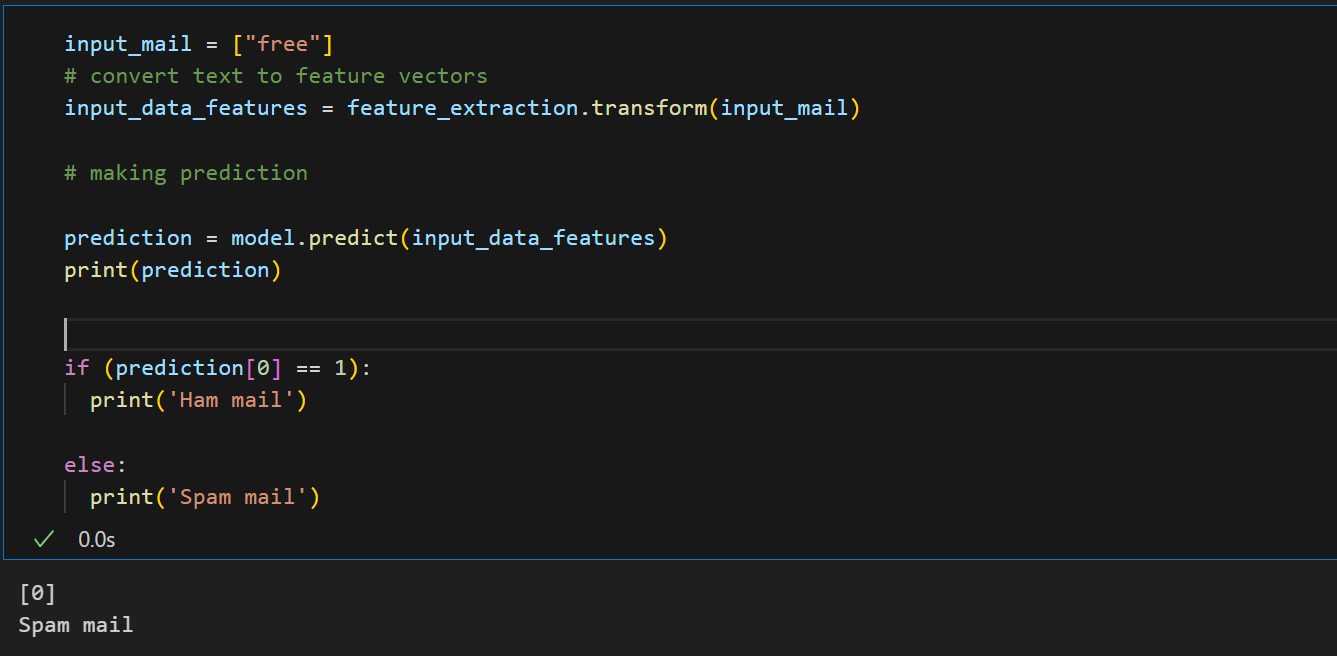 input_mail = ["free"]
# convert text to feature vectors
input_data_features = feature_extraction.transform(input_mail)
# making prediction
prediction = model.predict(input_data_features)
print(prediction)
if (prediction[0] == 1):
print('Ham mail')
else:
print('Spam mail')
0.0s
[0]
Spam mail